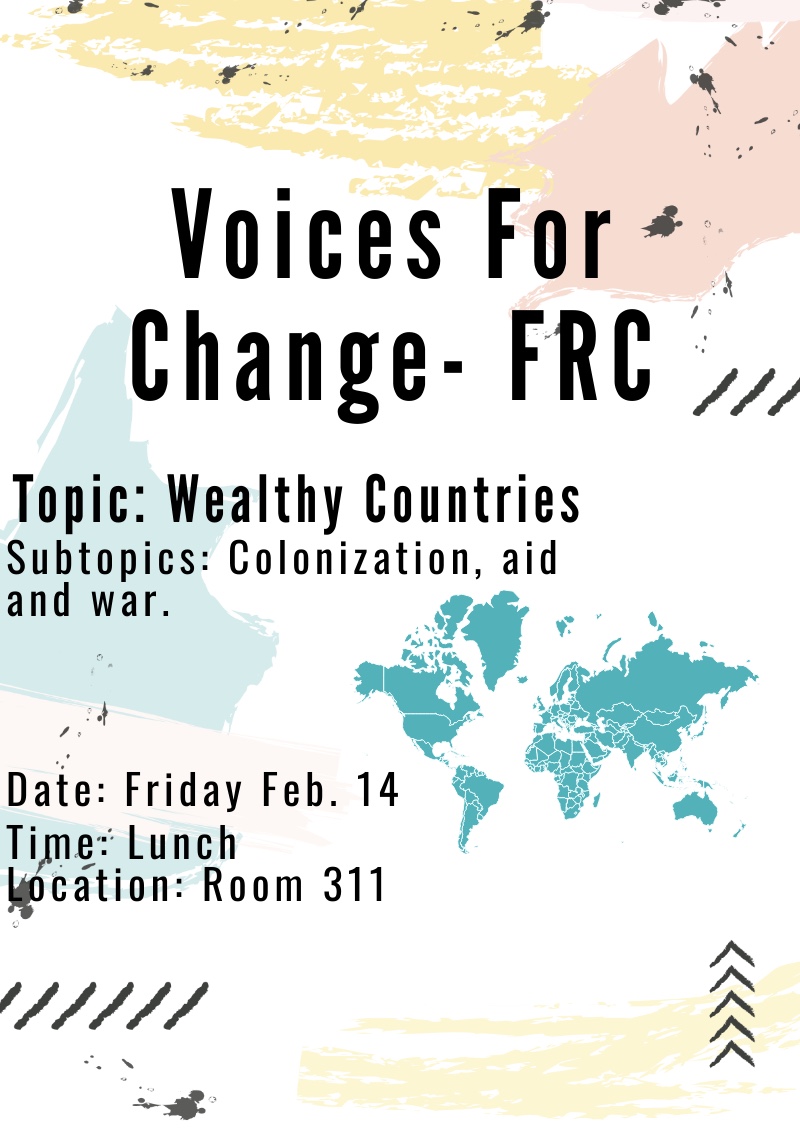 Voices For
Change- FRC
Topic: Wealthy Countries
Subtopics: Colonization, aid
and war.
Date: Friday Feb. 14
Time: Lunch
Location: Room 311